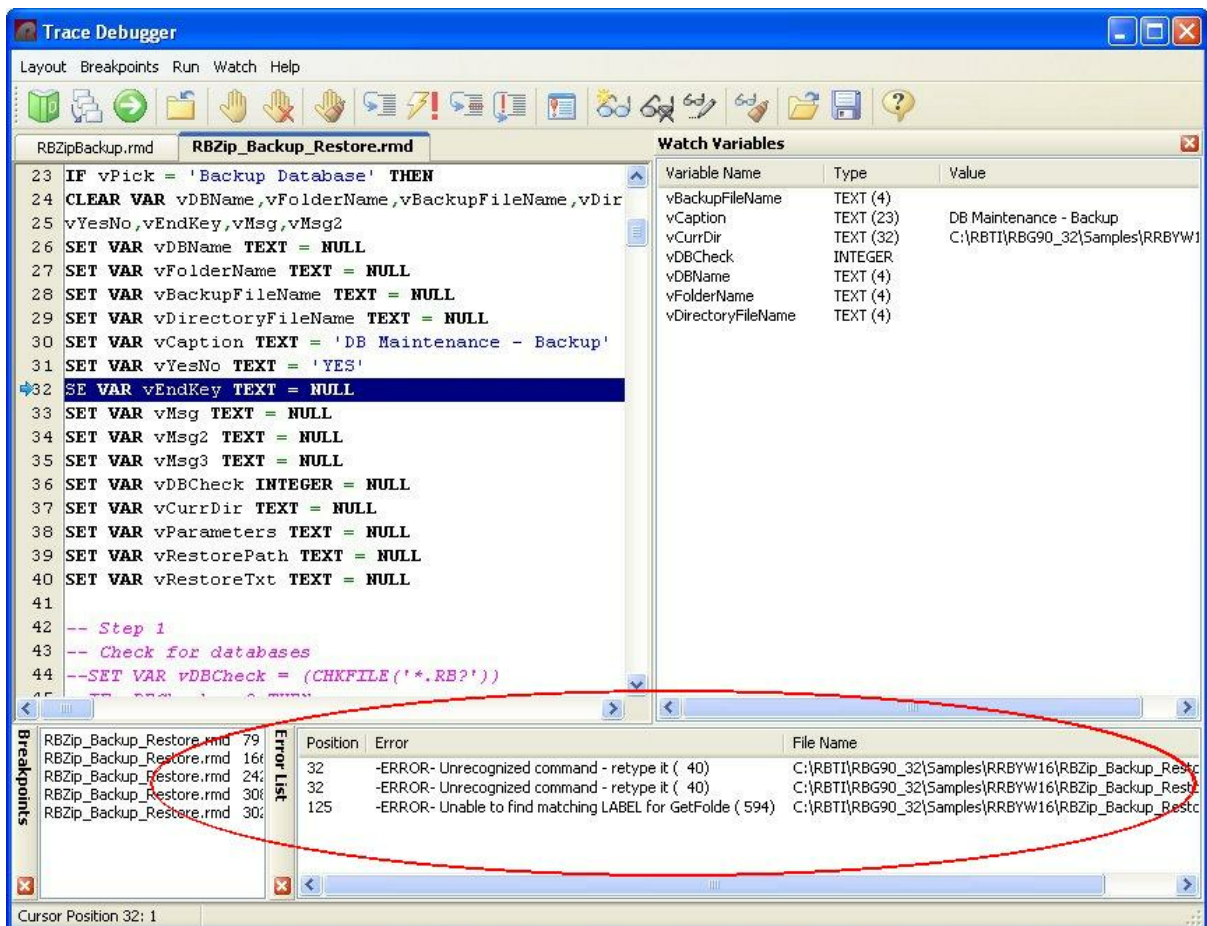 Trace Debugger
Layout Breakpoints Run Watch Help
RBZipBackup.rmd RBZip_Backup_Restore.rmd
23 IF vPick = 'Backup Database' THEN
24 CLEAR VAR vDBName,vFolderName,vBackupFileName,vDir
25 vYesNo,vEndKey,vMsg,vMsg2
26 SET VAR vDBName TEXT = NULL
27 SET VAR vFolderName TEXT = NULL
28 SET VAR vBackupFileName TEXT = NULL
29 SET VAR vDirectoryFileName TEXT = NULL
30 SET VAR vCaption TEXT = 'DB Maintenance - Backup'
31 SET VAR vYesNo TEXT = 'YES'
32 SE VAR vEndKey TEXT = NULL
33 SET VAR vMsg TEXT = NULL
34 SET VAR vMsg2 TEXT = NULL
35 SET VAR vMsg3 TEXT = NULL
36 SET VAR vDBCheck INTEGER = NULL
37 SET VAR vCurrDir TEXT = NULL
38 SET VAR vParameters TEXT = NULL
39 SET VAR vRestorePath TEXT = NULL
40 SET VAR vRestoreTxt TEXT = NULL
41
42 -- Step 1
43 -- Check for databases
44 --SET VAR vDBCheck = (CHKFILE('*.RB?'))
Watch Variables
Variable Name Type Value
vBackupFileName TEXT (4)
vCaption TEXT (23) DB Maintenance - Backup
vCurrDir TEXT (32) C:\RBTI\RBG90_32\Samples\RRBYW1
vDBCheck INTEGER
vDBName TEXT (4)
vFolderName TEXT (4)
vDirectoryFileName TEXT (4)
Breakpoints
RBZip_Backup_Restore.rmd 79
RBZip_Backup_Restore.rmd 166
RBZip_Backup_Restore.rmd 242
RBZip_Backup_Restore.rmd 308
RBZip_Backup_Restore.rmd 302
Error List
Position Error File Name
32 -ERROR- Unrecognized command - retype it ( 40) C:\RBTI\RBG90_32\Samples\RRBYW16\RBZip_Backup_Resto
32 -ERROR- Unrecognized command - retype it ( 40) C:\RBTI\RBG90_32\Samples\RRBYW16\RBZip_Backup_Resto
125 -ERROR- Unable to find matching LABEL for GetFolde ( 594) C:\RBTI\RBG90_32\Samples\RRBYW16\RBZip_Backup_Resto
Cursor Position 32: 1